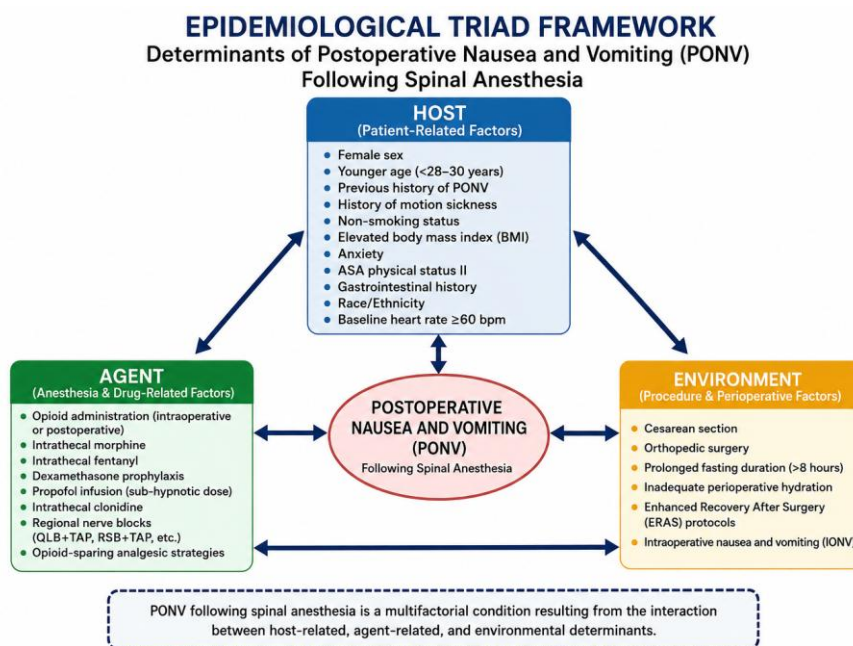 EPIDEMIOLOGICAL TRIAD FRAMEWORK
Determinants of Postoperative Nausea and Vomiting (PONV)
Following Spinal Anesthesia
HOST
(Patient-Related Factors)
• Female sex
• Younger age (<28–30 years)
• Previous history of PONV
• History of motion sickness
• Non-smoking status
• Elevated body mass index (BMI)
• Anxiety
• ASA physical status II
• Gastrointestinal history
• Race/Ethnicity
• Baseline heart rate ≥60 bpm
AGENT
(Anesthesia & Drug-Related Factors)
• Opioid administration (intraoperative
or postoperative)
• Intrathecal morphine
• Intrathecal fentanyl
• Dexamethasone prophylaxis
• Propofol infusion (sub-hypnotic dose)
• Intrathecal clonidine
• Regional nerve blocks
(QLB+TAP, RSB+TAP, etc.)
• Opioid-sparing analgesic strategies
POSTOPERATIVE
NAUSEA AND VOMITING
(PONV)
Following Spinal Anesthesia
ENVIRONMENT
(Procedure & Perioperative Factors)
• Cesarean section
• Orthopedic surgery
• Prolonged fasting duration (>8 hours)
• Inadequate perioperative hydration
• Enhanced Recovery After Surgery
(ERAS) protocols
• Intraoperative nausea and vomiting (IONV)
PONV following spinal anesthesia is a multifactorial condition resulting from the interaction
between host-related, agent-related, and environmental determinants.